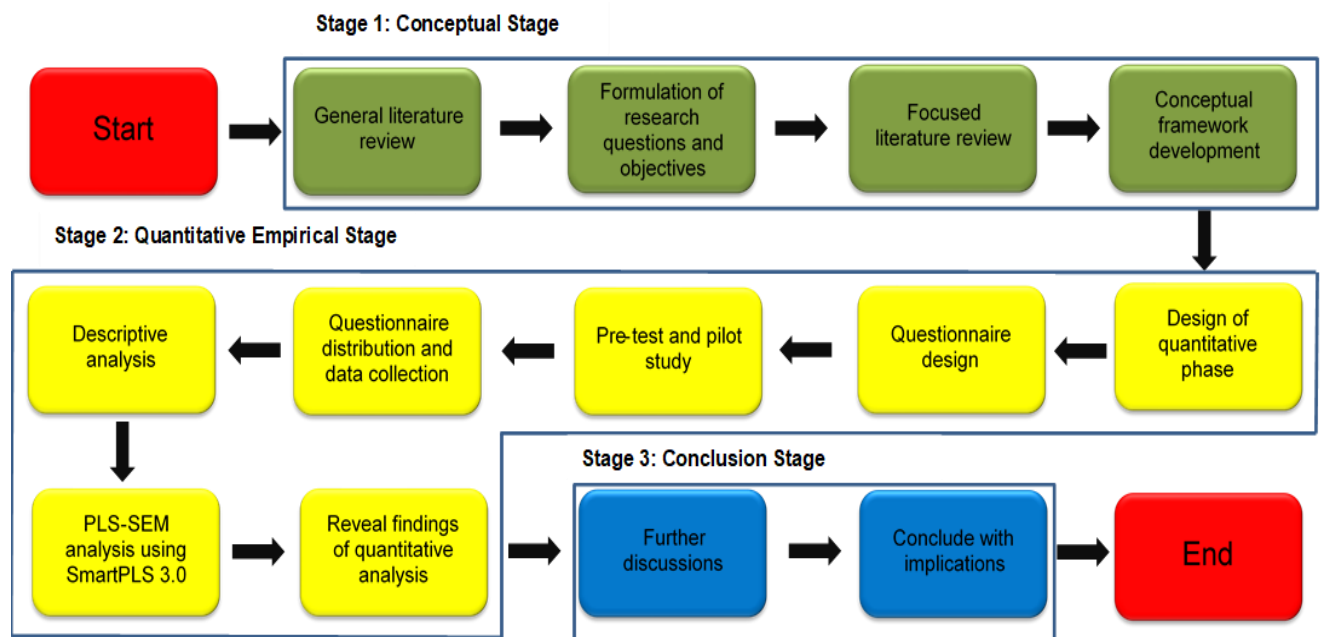 Stage 1: Conceptual Stage
Start
General literature
review
Formulation of
research
questions and
objectives
Focused
literature review
Conceptual
framework
development
Stage 2: Quantitative Empirical Stage
Design of
quantitative
phase
Questionnaire
design
Pre-test and pilot
study
Questionnaire
distribution and
data collection
Descriptive
analysis
PLS-SEM
analysis using
SmartPLS 3.0
Reveal findings
of quantitative
analysis
Stage 3: Conclusion Stage
Further
discussions
Conclude with
implications
End